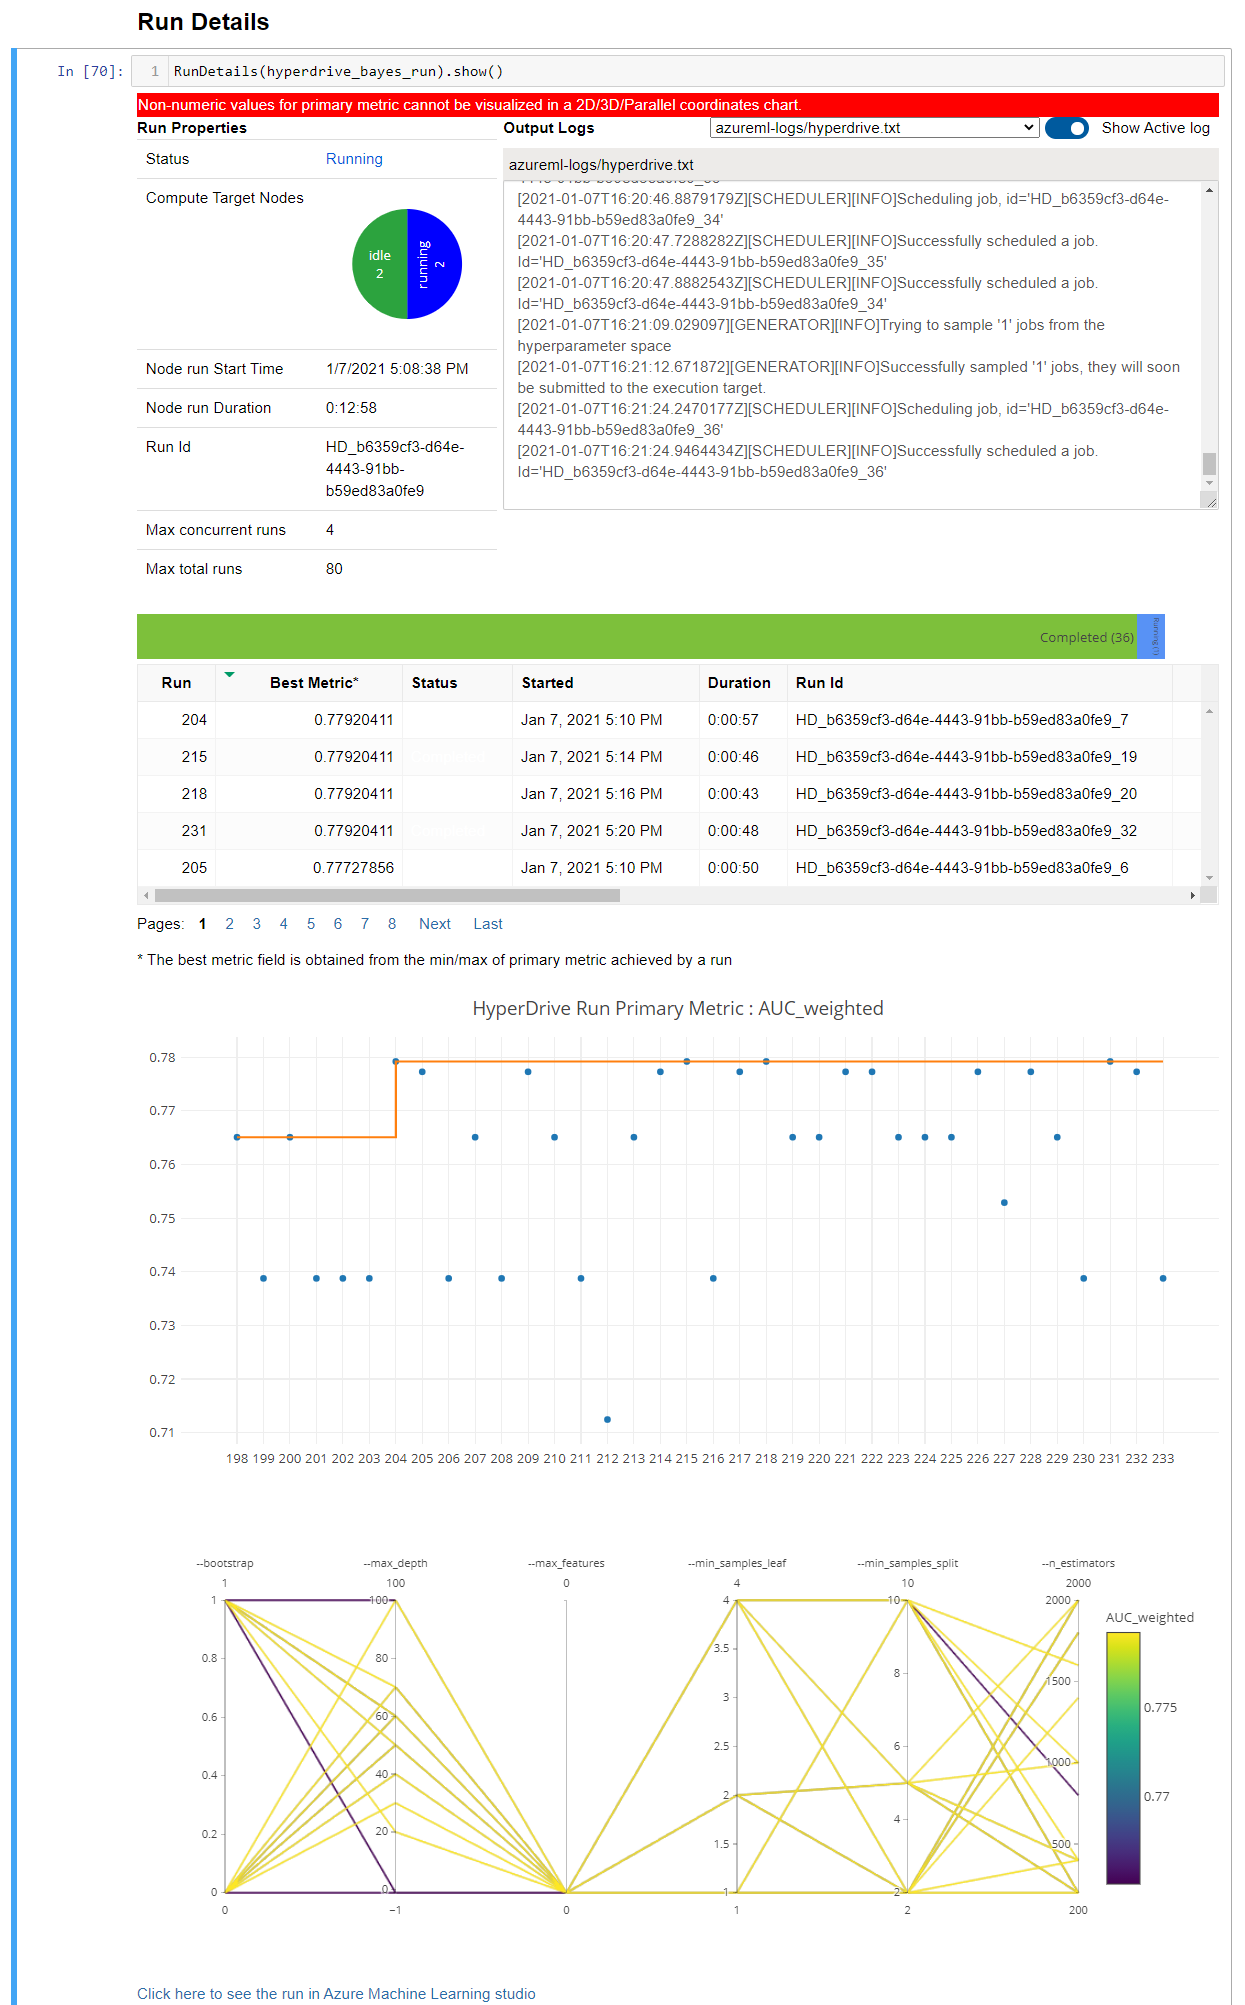 Run Details
In [70]:
1 RunDetails(hyperdrive_bayes_run).show()
Non-numeric values for primary metric cannot be visualized in a 2D/3D/Parallel coordinates chart.
Run Properties
Status Running
Compute Target Nodes
idle
2
running
2
Node run Start Time 1/7/2021 5:08:38 PM
Node run Duration 0:12:58
Run Id HD_b6359cf3-d64e-
4443-91bb-
b59ed83a0fe9
Max concurrent runs 4
Max total runs 80
Output Logs azureml-logs/hyperdrive.txt Show Active log
azureml-logs/hyperdrive.txt
[2021-01-07T16:20:46.8879179Z][SCHEDULER][INFO]Scheduling job, id='HD_b6359cf3-d64e-
4443-91bb-b59ed83a0fe9_34'
[2021-01-07T16:20:47.7288282Z][SCHEDULER][INFO]Successfully scheduled a job.
Id='HD_b6359cf3-d64e-4443-91bb-b59ed83a0fe9_35'
[2021-01-07T16:20:47.8882543Z][SCHEDULER][INFO]Successfully scheduled a job.
Id='HD_b6359cf3-d64e-4443-91bb-b59ed83a0fe9_34'
[2021-01-07T16:21:09.029097][GENERATOR][INFO]Trying to sample '1' jobs from the
hyperparameter space
[2021-01-07T16:21:12.671872][GENERATOR][INFO]Successfully sampled '1' jobs, they will soon
be submitted to the execution target.
[2021-01-07T16:21:24.2470177Z][SCHEDULER][INFO]Scheduling job, id='HD_b6359cf3-d64e-
4443-91bb-b59ed83a0fe9_36'
[2021-01-07T16:21:24.9464434Z][SCHEDULER][INFO]Successfully scheduled a job.
Id='HD_b6359cf3-d64e-4443-91bb-b59ed83a0fe9_36'
Completed (36) Running (1)
Run Best Metric* Status Started Duration Run Id
204 0.77920411 Jan 7, 2021 5:10 PM 0:00:57 HD_b6359cf3-d64e-4443-91bb-b59ed83a0fe9_7
215 0.77920411 Jan 7, 2021 5:14 PM 0:00:46 HD_b6359cf3-d64e-4443-91bb-b59ed83a0fe9_19
218 0.77920411 Jan 7, 2021 5:16 PM 0:00:43 HD_b6359cf3-d64e-4443-91bb-b59ed83a0fe9_20
231 0.77920411 Jan 7, 2021 5:20 PM 0:00:48 HD_b6359cf3-d64e-4443-91bb-b59ed83a0fe9_32
205 0.77727856 Jan 7, 2021 5:10 PM 0:00:50 HD_b6359cf3-d64e-4443-91bb-b59ed83a0fe9_6
Pages: 1 2 3 4 5 6 7 8 Next Last
* The best metric field is obtained from the min/max of primary metric achieved by a run
HyperDrive Run Primary Metric : AUC_weighted
0.78
0.77
0.76
0.75
0.74
0.73
0.72
0.71
198 199 200 201 202 203 204 205 206 207 208 209 210 211 212 213 214 215 216 217 218 219 220 221 222 223 224 225 226 227 228 229 230 231 232 233
--bootstrap --max_depth --max_features --min_samples_leaf --min_samples_split --n_estimators
1 100 0 4 10 2000
1
0.8
0.6
0.4
0.2
0
100
80
60
40
20
0
4
3.5
3
2.5
2
1.5
1
10
8
6
4
2
2000
1500
1000
500
AUC_weighted
0.775
0.77
0 −1 0 1 2 200
Click here to see the run in Azure Machine Learning studio